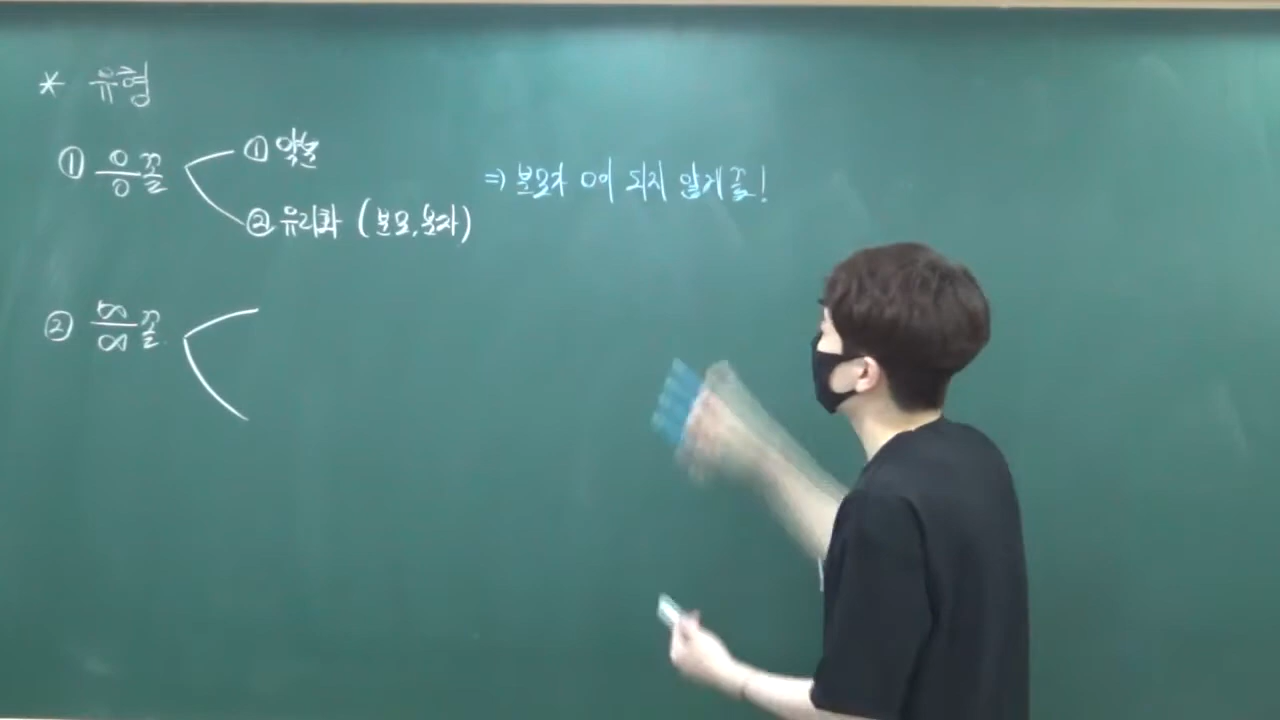 * 유형
① 0/0 꼴
① 약분
② 유리화 (분모, 분자)
⇒ 분모가 0이 되지 않게끔!
② ∞/∞ 꼴